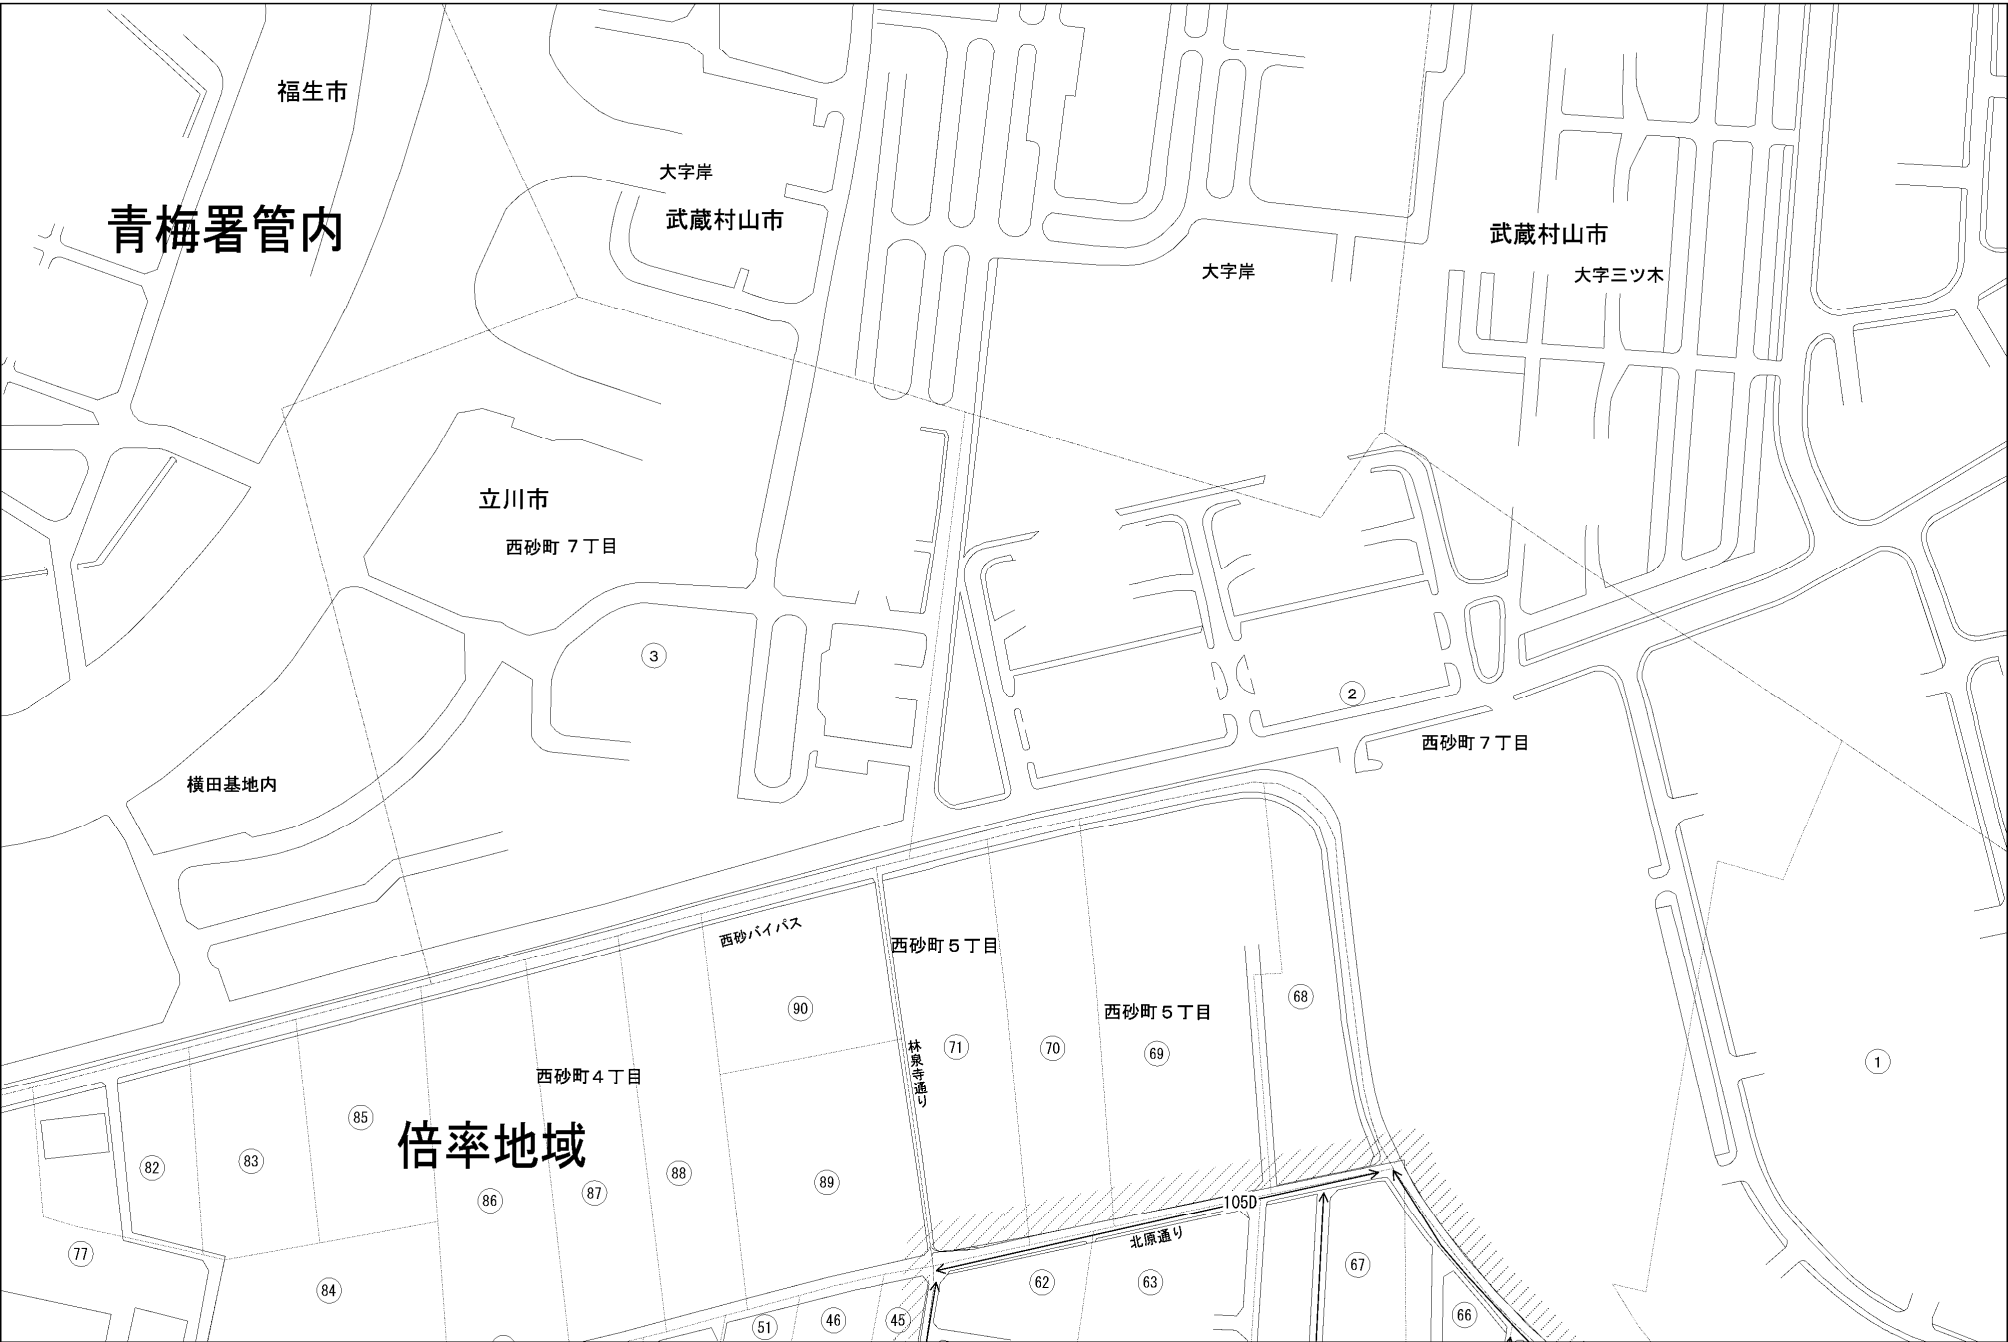 福生市
大字岸
武蔵村山市
青梅署管内
武蔵村山市
大字岸
大字三ツ木
立川市
西砂町 7丁目
3
2
西砂町7丁目
横田基地内
西砂バイパス
西砂町5丁目
90
68
西砂町5丁目
林泉寺通り
71
70
69
1
西砂町4丁目
85
倍率地域
82
83
86
87
88
89
105D
北原通り
77
84
62
63
67
51
46
45
66